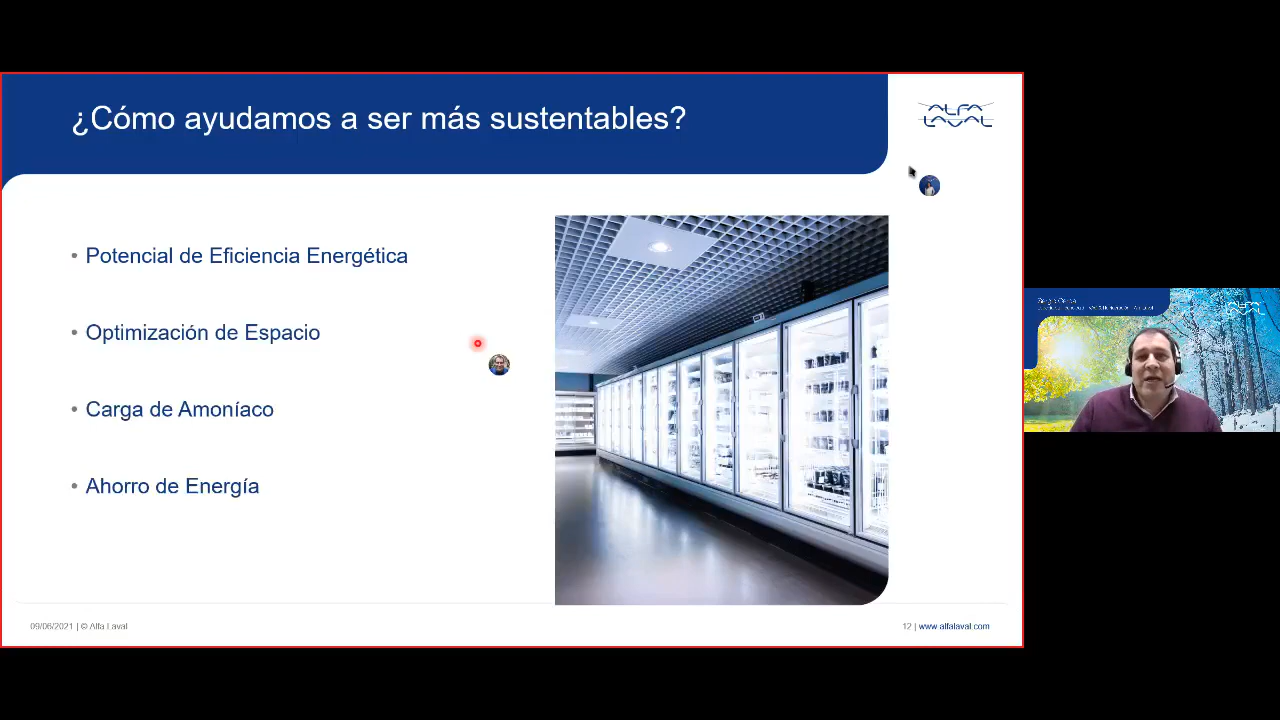 ¿Cómo ayudamos a ser más sustentables?
ALFA
LAVAL
• Potencial de Eficiencia Energética
• Optimización de Espacio
• Carga de Amoníaco
• Ahorro de Energía
09/06/2021 | © Alfa Laval
12 | www.alfalaval.com